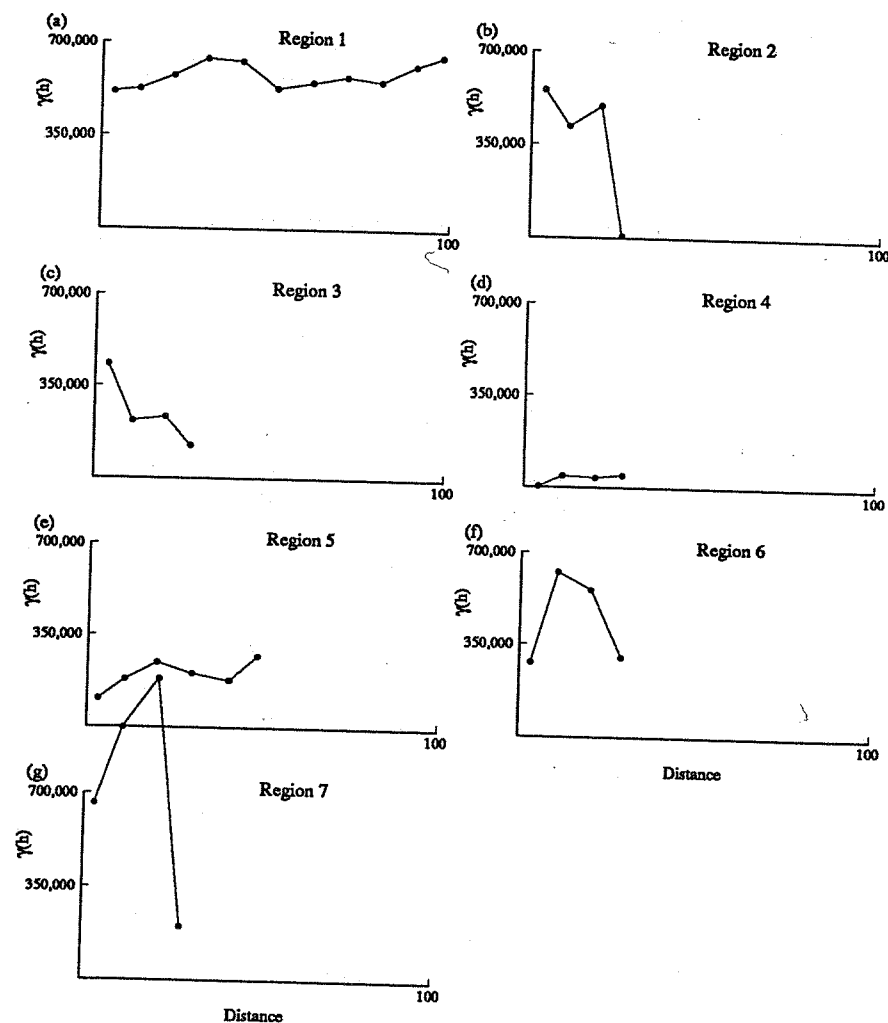 (a)
Region 1
700,000
γ(h)
350,000
100
(b)
Region 2
700,000
γ(h)
350,000
100
(c)
Region 3
700,000
γ(h)
350,000
100
(d)
Region 4
700,000
γ(h)
350,000
100
(e)
Region 5
700,000
γ(h)
350,000
100
(f)
Region 6
700,000
γ(h)
350,000
100
Distance
(g)
Region 7
700,000
γ(h)
350,000
100
Distance